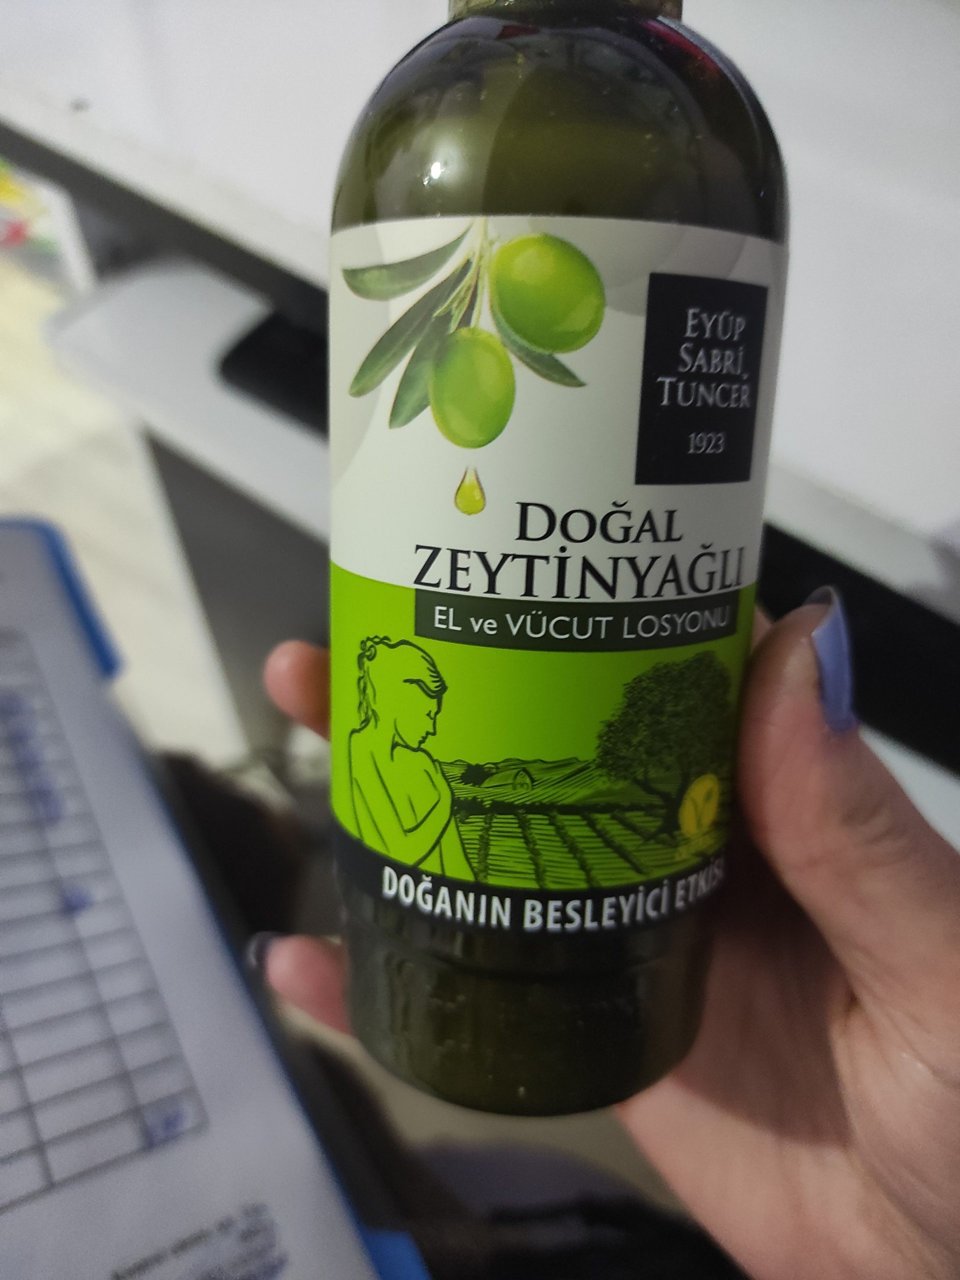 EYÜP
SABRİ
TUNCER
1923
DOĞAL
ZEYTİNYAĞLI
EL ve VÜCUT LOSYONU
DOĞANIN BESLEYİCİ ETKİSİ